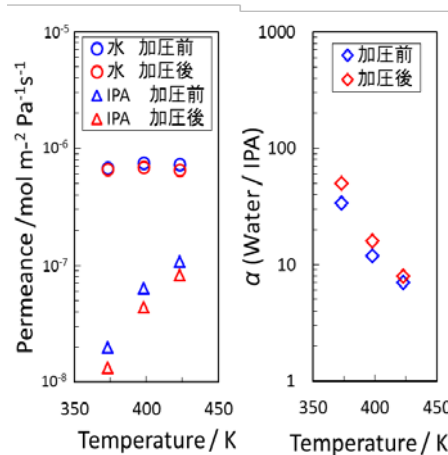 Permeance /mol m⁻² Pa⁻¹s⁻¹
10⁻⁵
10⁻⁶
10⁻⁷
10⁻⁸
水 加圧前
水 加圧後
IPA 加圧前
IPA 加圧後
350 400 450
Temperature / K
α (Water / IPA)
1000
100
10
1
加圧前
加圧後
350 400 450
Temperature / K